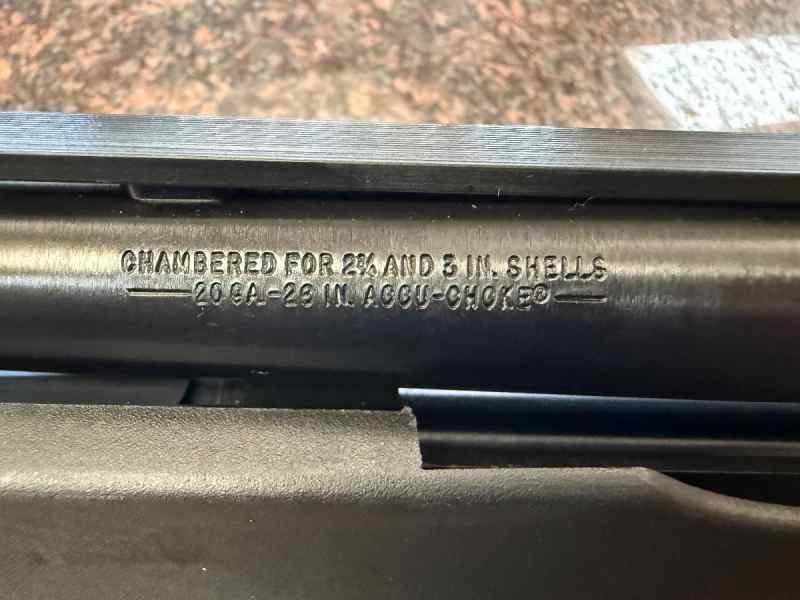 CHAMBERED FOR 2¾ AND 3 IN. SHELLS
20 GA.-28 IN. ACCU-CHOKE®